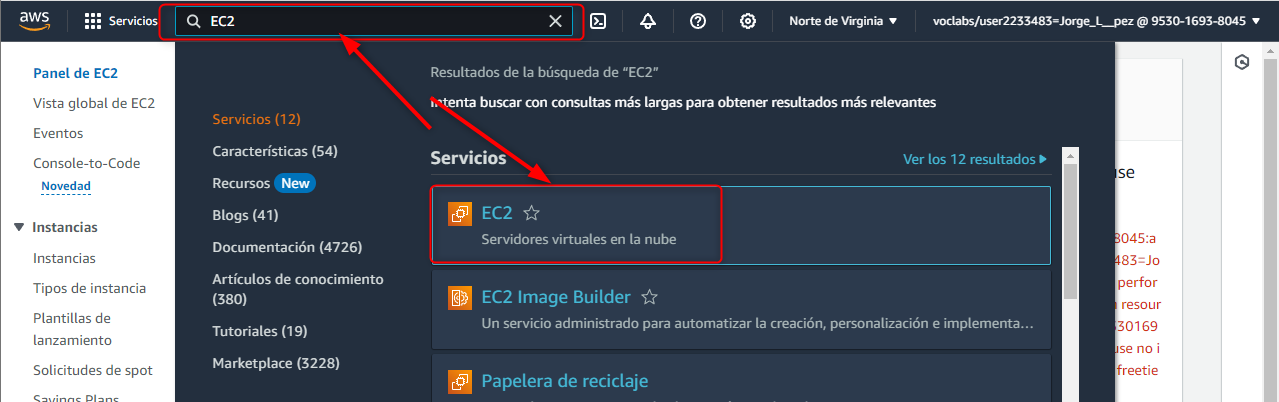 aws
Servicios
EC2
Norte de Virginia
voclabs/user2233483=Jorge_L__pez @ 9530-1693-8045
Panel de EC2
Vista global de EC2
Eventos
Console-to-Code
Novedad
Instancias
Instancias
Tipos de instancia
Plantillas de
lanzamiento
Solicitudes de spot
Savings Plans
Servicios (12)
Características (54)
Recursos New
Blogs (41)
Documentación (4726)
Artículos de conocimiento
(380)
Tutoriales (19)
Marketplace (3228)
Resultados de la búsqueda de “EC2”
Intenta buscar con consultas más largas para obtener resultados más relevantes
Servicios
Ver los 12 resultados
EC2
Servidores virtuales en la nube
EC2 Image Builder
Un servicio administrado para automatizar la creación, personalización e implementa…
Papelera de reciclaje
use
8045:a
483=Jo
perfor
resour
530169
use no i
freetie